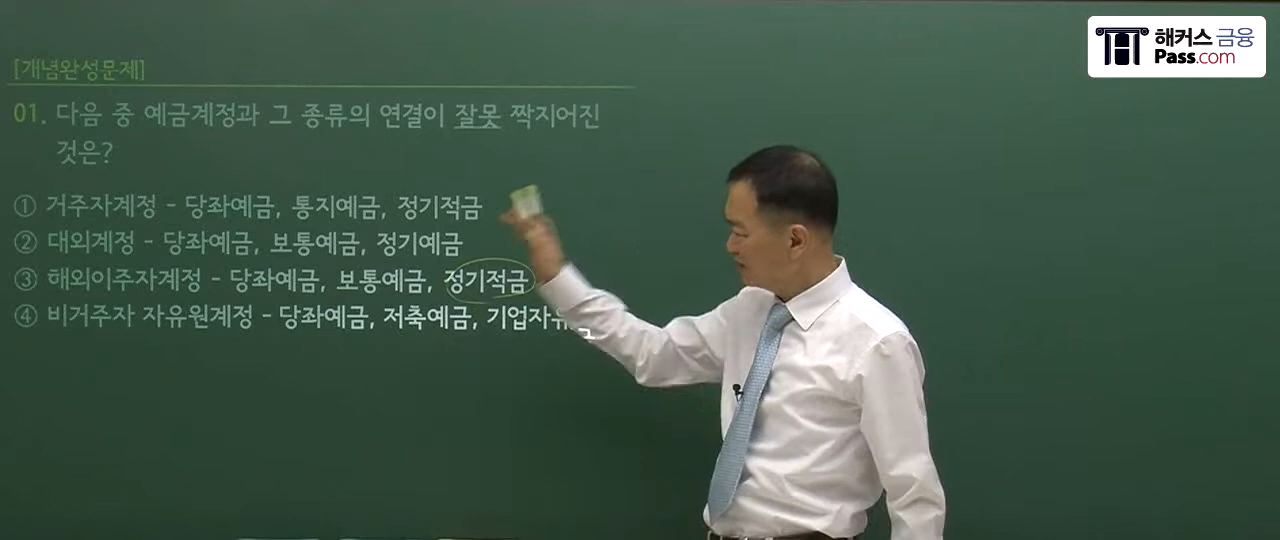 해커스 금융
Pass.com
[개념완성문제]
01. 다음 중 예금계정과 그 종류의 연결이 잘못 짝지어진
것은?
① 거주자계정 - 당좌예금, 통지예금, 정기적금
② 대외계정 - 당좌예금, 보통예금, 정기예금
③ 해외이주자계정 - 당좌예금, 보통예금, 정기적금
④ 비거주자 자유원계정 - 당좌예금, 저축예금,